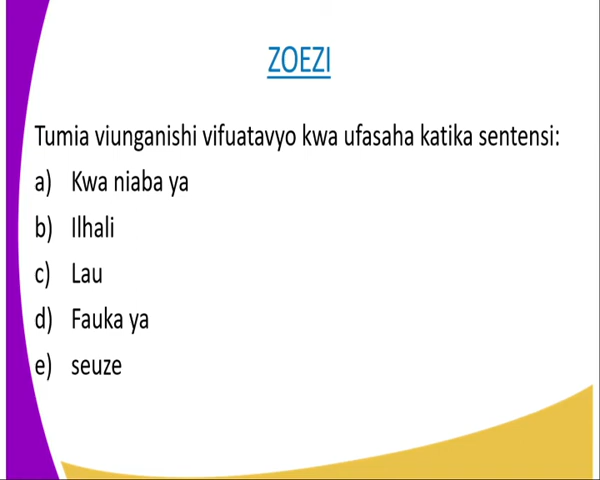 ZOEZI
Tumia viunganishi vifuatavyo kwa ufasaha katika sentensi:
a) Kwa niaba ya
b) Ilhali
c) Lau
d) Fauka ya
e) seuze